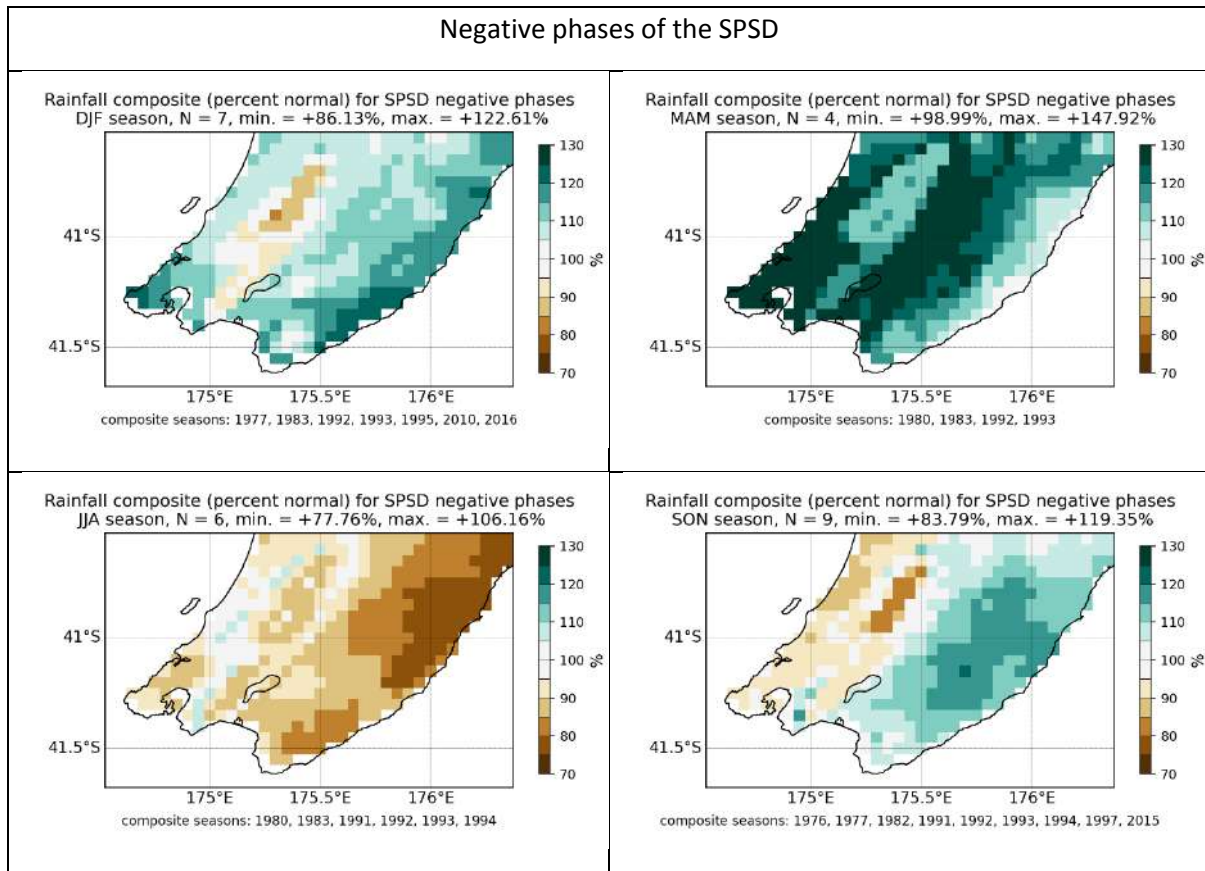 Negative phases of the SPSD
Rainfall composite (percent normal) for SPSD negative phases
DJF season, N = 7, min. = +86.13%, max. = +122.61%
130
120
110
100
90
80
70
%
41°S
41.5°S
175°E
175.5°E
176°E
composite seasons: 1977, 1983, 1992, 1993, 1995, 2010, 2016
Rainfall composite (percent normal) for SPSD negative phases
MAM season, N = 4, min. = +98.99%, max. = +147.92%
130
120
110
100
90
80
70
%
41°S
41.5°S
175°E
175.5°E
176°E
composite seasons: 1980, 1983, 1992, 1993
Rainfall composite (percent normal) for SPSD negative phases
JJA season, N = 6, min. = +77.76%, max. = +106.16%
130
120
110
100
90
80
70
%
41°S
41.5°S
175°E
175.5°E
176°E
composite seasons: 1980, 1983, 1991, 1992, 1993, 1994
Rainfall composite (percent normal) for SPSD negative phases
SON season, N = 9, min. = +83.79%, max. = +119.35%
130
120
110
100
90
80
70
%
41°S
41.5°S
175°E
175.5°E
176°E
composite seasons: 1976, 1977, 1982, 1991, 1992, 1993, 1994, 1997, 2015